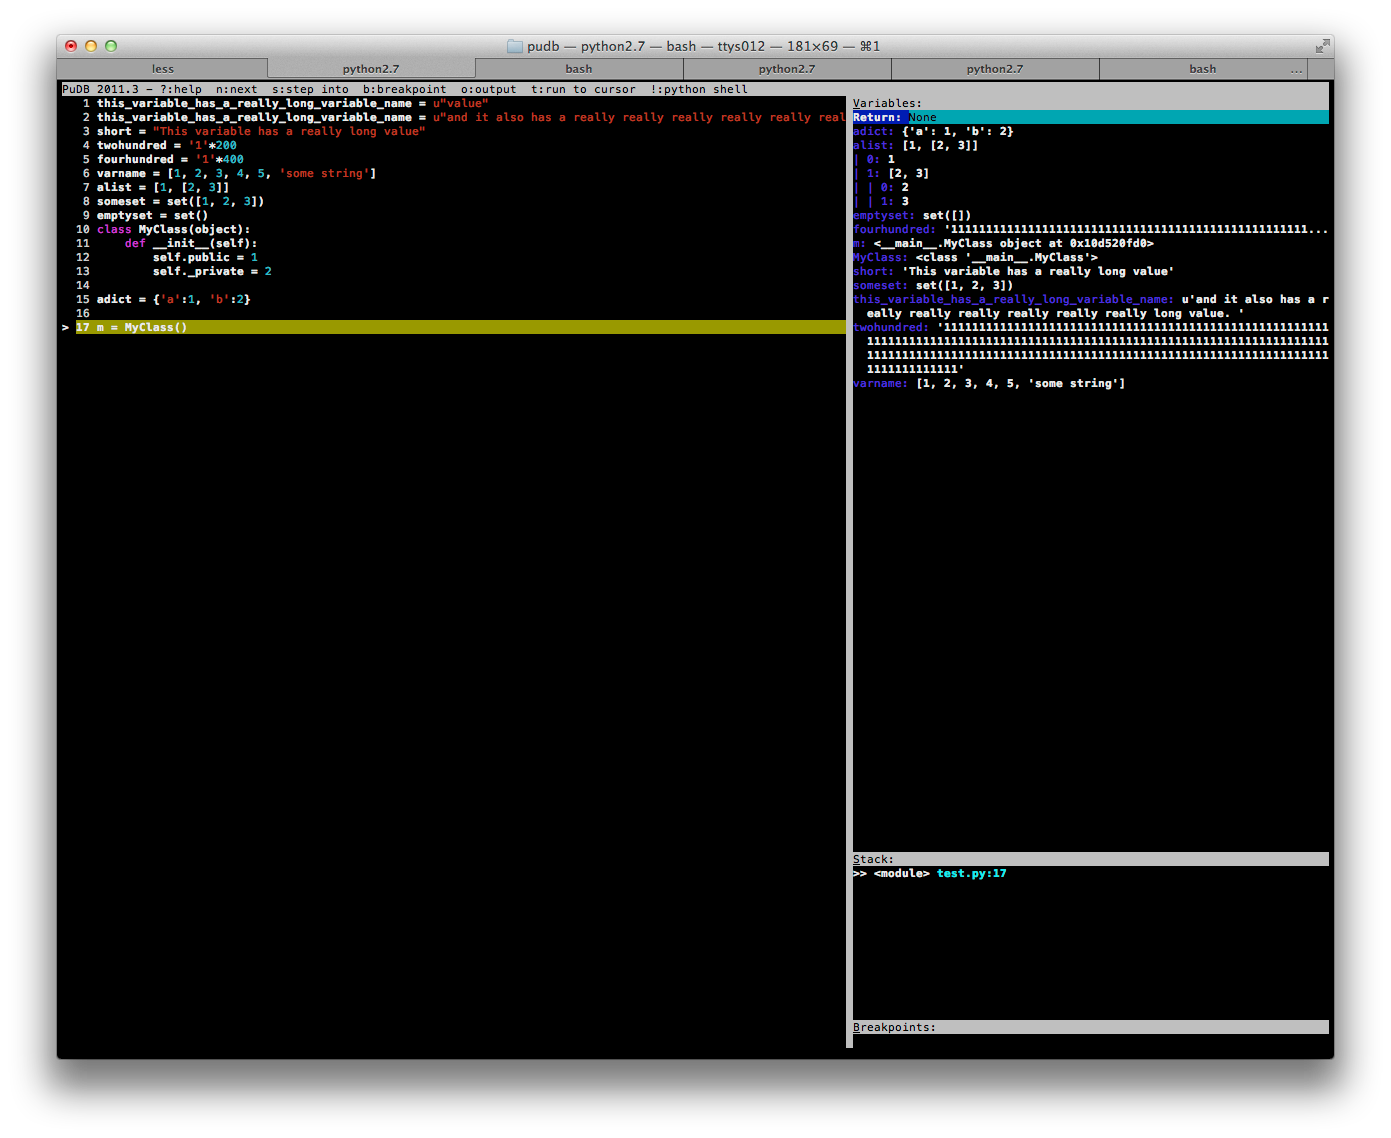 pudb — python2.7 — bash — ttys012 — 181×69 — ⌘1
less python2.7 bash python2.7 python2.7 bash ...
PuDB 2011.3 - ?:help  n:next  s:step into  b:breakpoint  o:output  t:run to cursor  !:python shell
1 this_variable_has_a_really_long_variable_name = u"value"
2 this_variable_has_a_really_long_variable_name = u"and it also has a really really really really really real
3 short = "This variable has a really long value"
4 twohundred = '1'*200
5 fourhundred = '1'*400
6 varname = [1, 2, 3, 4, 5, 'some string']
7 alist = [1, [2, 3]]
8 someset = set([1, 2, 3])
9 emptyset = set()
10 class MyClass(object):
11     def __init__(self):
12         self.public = 1
13         self._private = 2
14
15 adict = {'a':1, 'b':2}
16
> 17 m = MyClass()
Variables:
Return: None
adict: {'a': 1, 'b': 2}
alist: [1, [2, 3]]
| 0: 1
| 1: [2, 3]
| | 0: 2
| | 1: 3
emptyset: set([])
fourhundred: '111111111111111111111111111111111111111111111111111...
m: <__main__.MyClass object at 0x10d520fd0>
MyClass: <class '__main__.MyClass'>
short: 'This variable has a really long value'
someset: set([1, 2, 3])
this_variable_has_a_really_long_variable_name: u'and it also has a r
eally really really really really really long value. '
twohundred: '1111111111111111111111111111111111111111111111111111111
111111111111111111111111111111111111111111111111111111111111111111
111111111111111111111111111111111111111111111111111111111111111111
1111111111111'
varname: [1, 2, 3, 4, 5, 'some string']
Stack:
>> <module> test.py:17
Breakpoints: